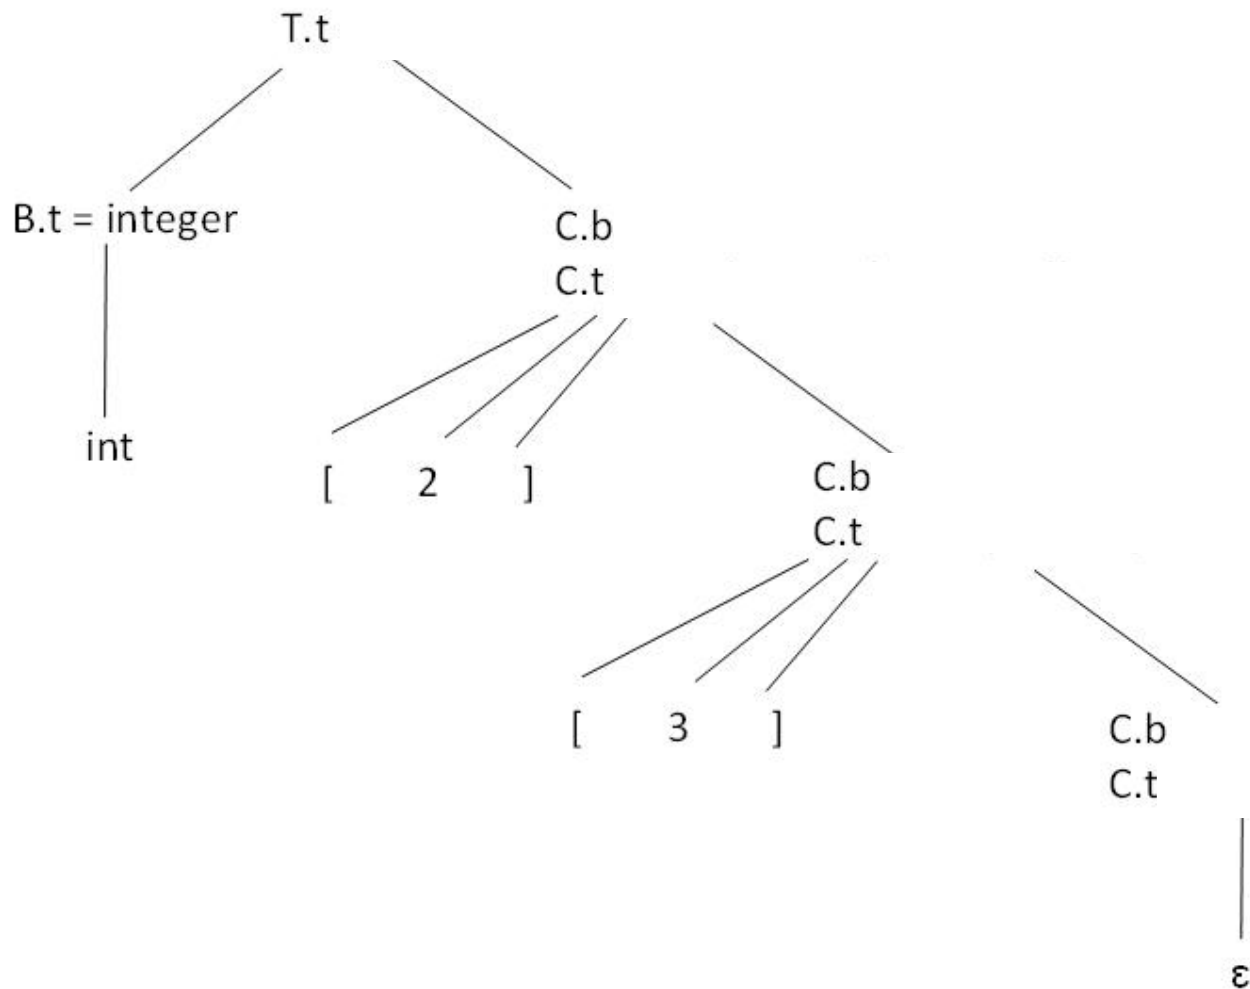 T.t
B.t = integer
C.b
C.t
int
[ 2 ]
C.b
C.t
[ 3 ]
C.b
C.t
ε